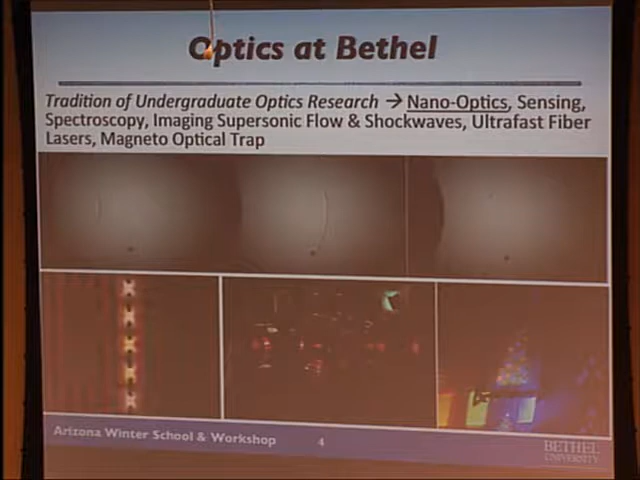 Optics at Bethel
Tradition of Undergraduate Optics Research → Nano-Optics, Sensing,
Spectroscopy, Imaging Supersonic Flow & Shockwaves, Ultrafast Fiber
Lasers, Magneto Optical Trap
Arizona Winter School & Workshop
4
BETHEL
UNIVERSITY